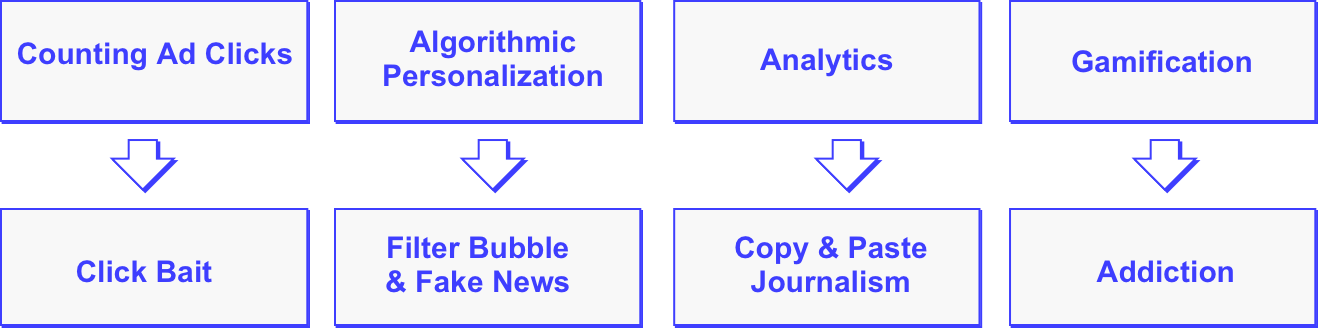 Counting Ad Clicks
Algorithmic
Personalization
Analytics
Gamification
Click Bait
Filter Bubble
& Fake News
Copy & Paste
Journalism
Addiction